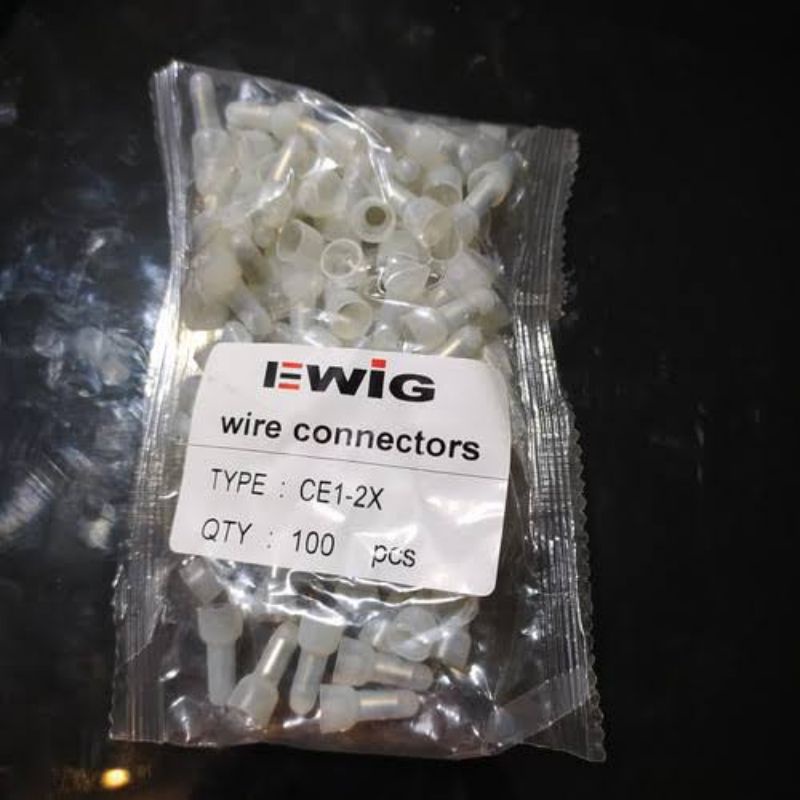 EWiG
wire connectors
TYPE : CE1-2X
QTY : 100 pcs